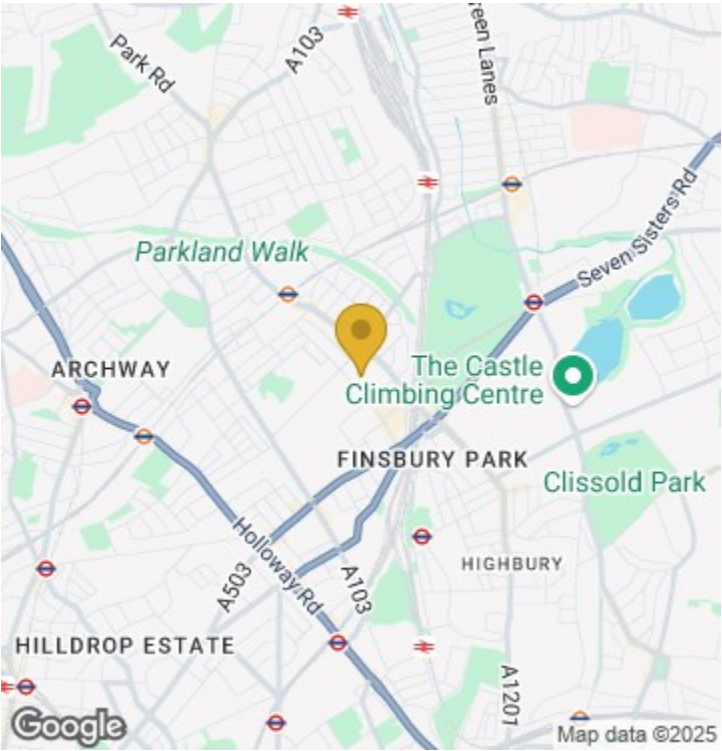 Park Rd
A103
reen Lanes
Seven Sisters Rd
Parkland Walk
ARCHWAY
The Castle
Climbing Centre
FINSBURY PARK
Clissold Park
Holloway Rd
A503
A103
HIGHBURY
HILLDROP ESTATE
A1201
Google
Map data ©2025